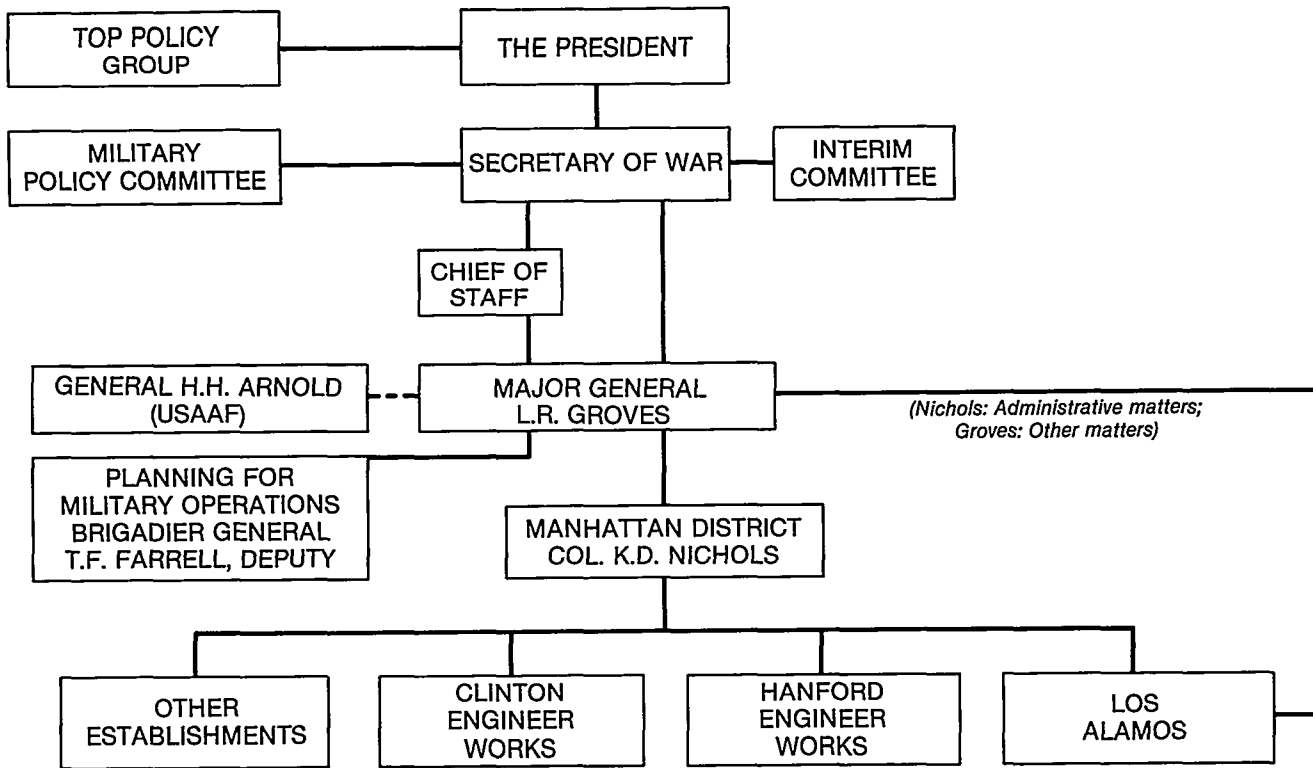 TOP POLICY
GROUP
THE PRESIDENT
MILITARY
POLICY COMMITTEE
SECRETARY OF WAR
INTERIM
COMMITTEE
CHIEF OF
STAFF
GENERAL H.H. ARNOLD
(USAAF)
MAJOR GENERAL
L.R. GROVES
(Nichols: Administrative matters;
Groves: Other matters)
PLANNING FOR
MILITARY OPERATIONS
BRIGADIER GENERAL
T.F. FARRELL, DEPUTY
MANHATTAN DISTRICT
COL. K.D. NICHOLS
OTHER
ESTABLISHMENTS
CLINTON
ENGINEER
WORKS
HANFORD
ENGINEER
WORKS
LOS
ALAMOS